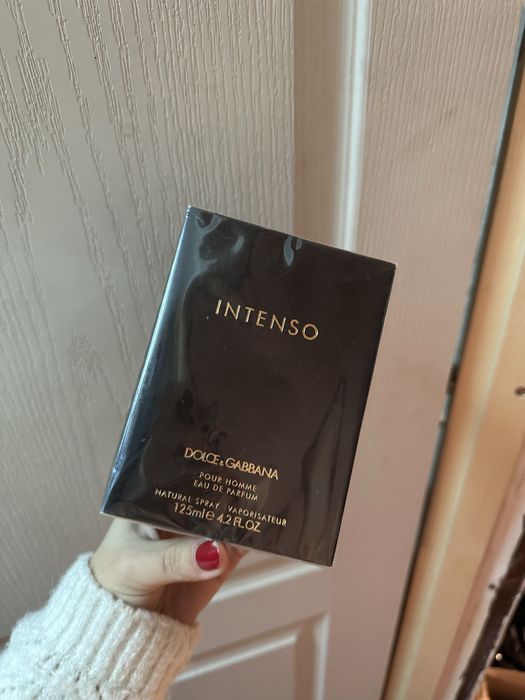 INTENSO
DOLCE & GABBANA
POUR HOMME
EAU DE PARFUM
NATURAL SPRAY VAPORISATEUR
125ml e 4.2 FL.OZ